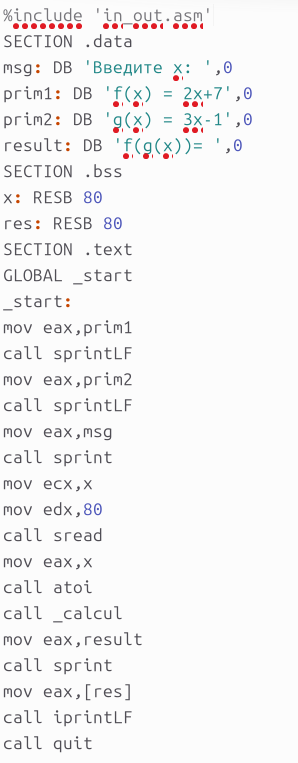 %include 'in_out.asm'
SECTION .data
msg: DB 'Введите x: ',0
prim1: DB 'f(x) = 2x+7',0
prim2: DB 'g(x) = 3x-1',0
result: DB 'f(g(x))= ',0
SECTION .bss
x: RESB 80
res: RESB 80
SECTION .text
GLOBAL _start
_start:
mov eax,prim1
call sprintLF
mov eax,prim2
call sprintLF
mov eax,msg
call sprint
mov ecx,x
mov edx,80
call sread
mov eax,x
call atoi
call _calcul
mov eax,result
call sprint
mov eax,[res]
call iprintLF
call quit